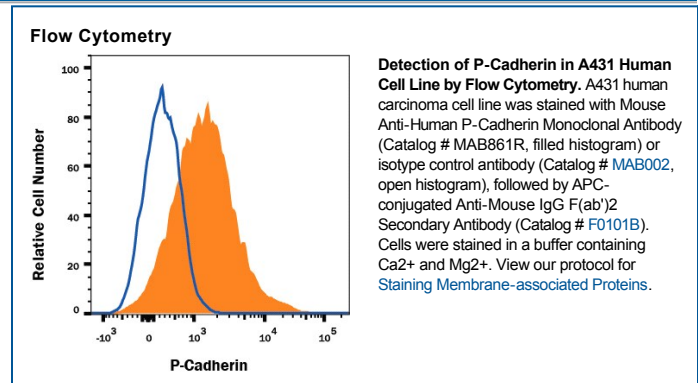 Flow Cytometry
Relative Cell Number
100
80
60
40
20
0
-10³ 0 10³ 10⁴ 10⁵
P-Cadherin
Detection of P-Cadherin in A431 Human
Cell Line by Flow Cytometry. A431 human
carcinoma cell line was stained with Mouse
Anti-Human P-Cadherin Monoclonal Antibody
(Catalog # MAB861R, filled histogram) or
isotype control antibody (Catalog # MAB002,
open histogram), followed by APC-
conjugated Anti-Mouse IgG F(ab')2
Secondary Antibody (Catalog # F0101B).
Cells were stained in a buffer containing
Ca2+ and Mg2+. View our protocol for
Staining Membrane-associated Proteins.